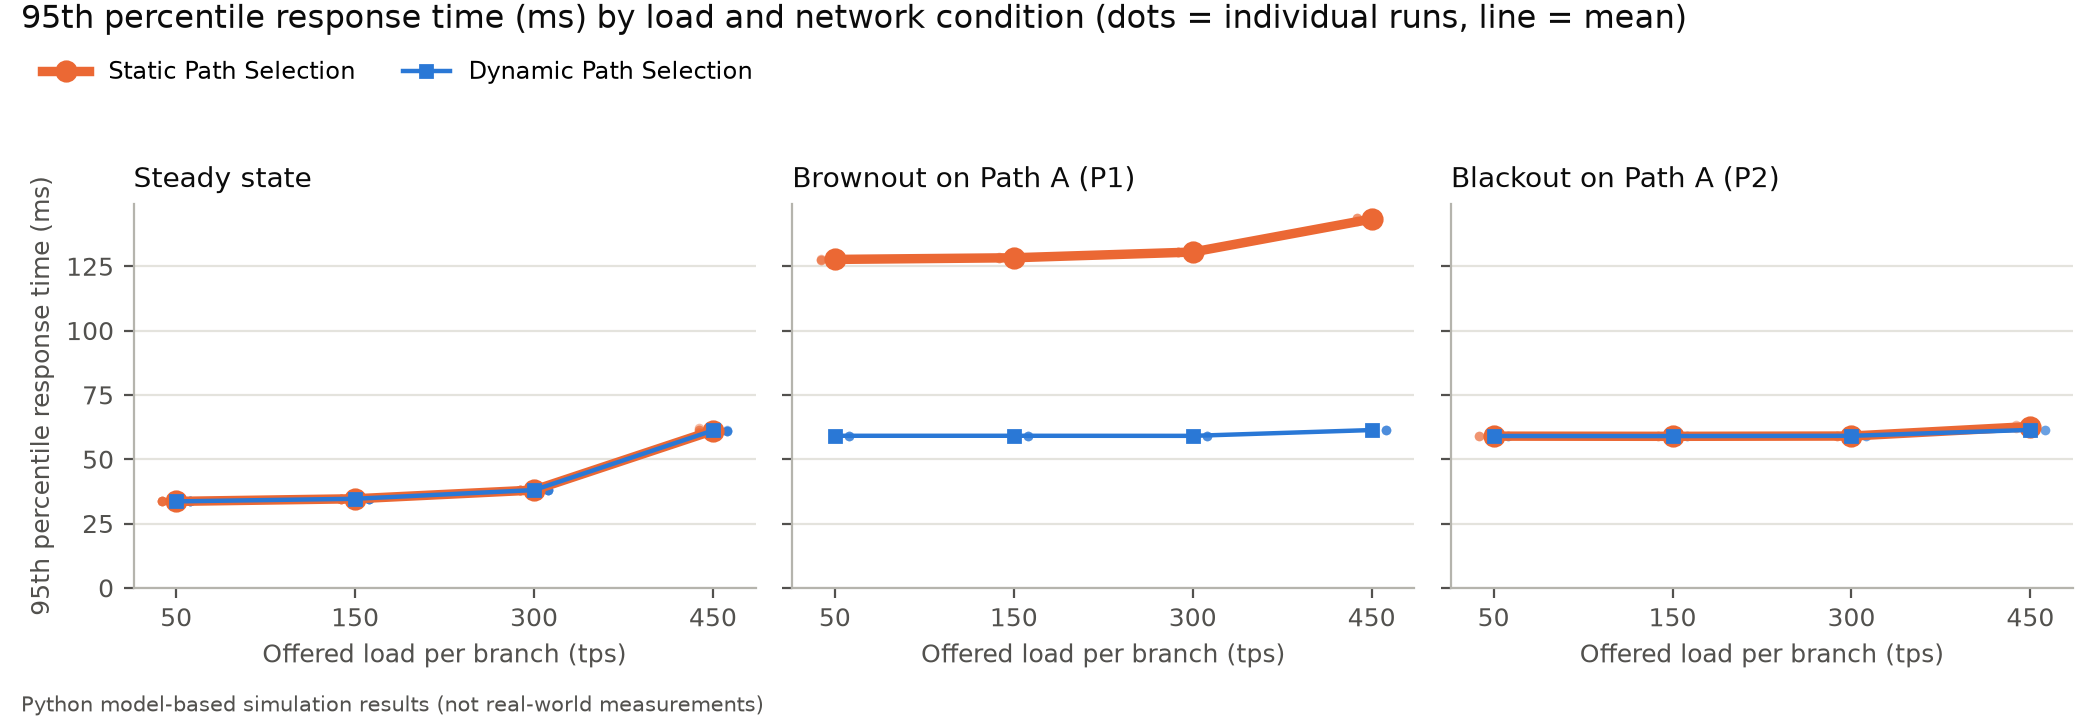 95th percentile response time (ms) by load and network condition (dots = individual runs, line = mean)
Static Path Selection
Dynamic Path Selection
Steady state
Brownout on Path A (P1)
Blackout on Path A (P2)
95th percentile response time (ms)
125
100
75
50
25
0
50 150 300 450
50 150 300 450
50 150 300 450
Offered load per branch (tps)
Offered load per branch (tps)
Offered load per branch (tps)
Python model-based simulation results (not real-world measurements)